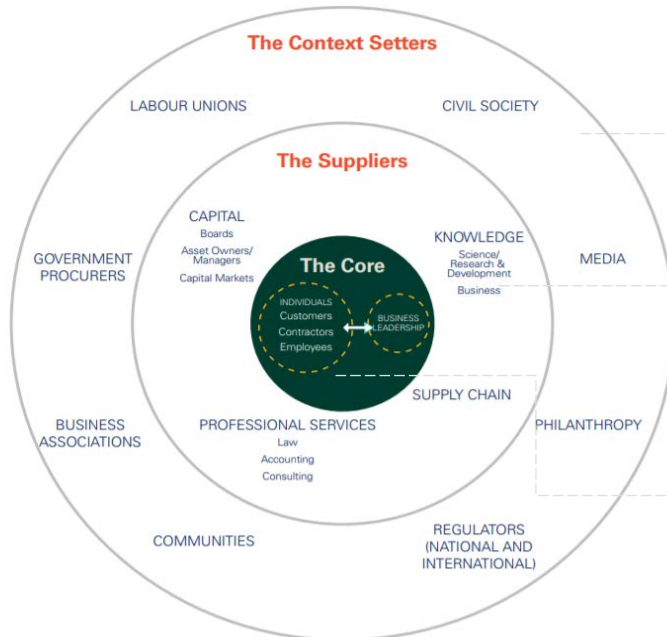 The Context Setters
LABOUR UNIONS
CIVIL SOCIETY
The Suppliers
CAPITAL
Boards
Asset Owners/
Managers
Capital Markets
KNOWLEDGE
Science/
Research &
Development
Business
GOVERNMENT
PROCURERS
MEDIA
The Core
INDIVIDUALS
Customers
Contractors
Employees
BUSINESS
LEADERSHIP
SUPPLY CHAIN
PROFESSIONAL SERVICES
Law
Accounting
Consulting
BUSINESS
ASSOCIATIONS
PHILANTHROPY
COMMUNITIES
REGULATORS
(NATIONAL AND
INTERNATIONAL)